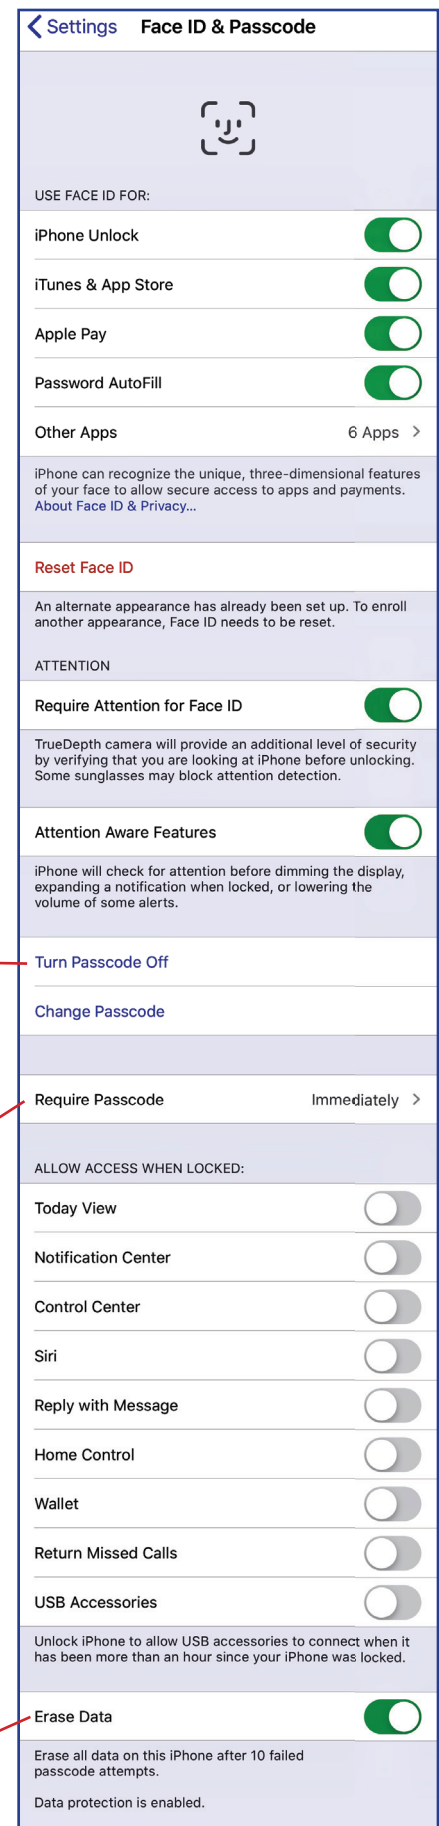 Settings Face ID & Passcode
USE FACE ID FOR:
iPhone Unlock
iTunes & App Store
Apple Pay
Password AutoFill
Other Apps 6 Apps
iPhone can recognize the unique, three-dimensional features
of your face to allow secure access to apps and payments.
About Face ID & Privacy...
Reset Face ID
An alternate appearance has already been set up. To enroll
another appearance, Face ID needs to be reset.
ATTENTION
Require Attention for Face ID
TrueDepth camera will provide an additional level of security
by verifying that you are looking at iPhone before unlocking.
Some sunglasses may block attention detection.
Attention Aware Features
iPhone will check for attention before dimming the display,
expanding a notification when locked, or lowering the
volume of some alerts.
Turn Passcode Off
Change Passcode
Require Passcode Immediately
ALLOW ACCESS WHEN LOCKED:
Today View
Notification Center
Control Center
Siri
Reply with Message
Home Control
Wallet
Return Missed Calls
USB Accessories
Unlock iPhone to allow USB accessories to connect when it
has been more than an hour since your iPhone was locked.
Erase Data
Erase all data on this iPhone after 10 failed
passcode attempts.
Data protection is enabled.